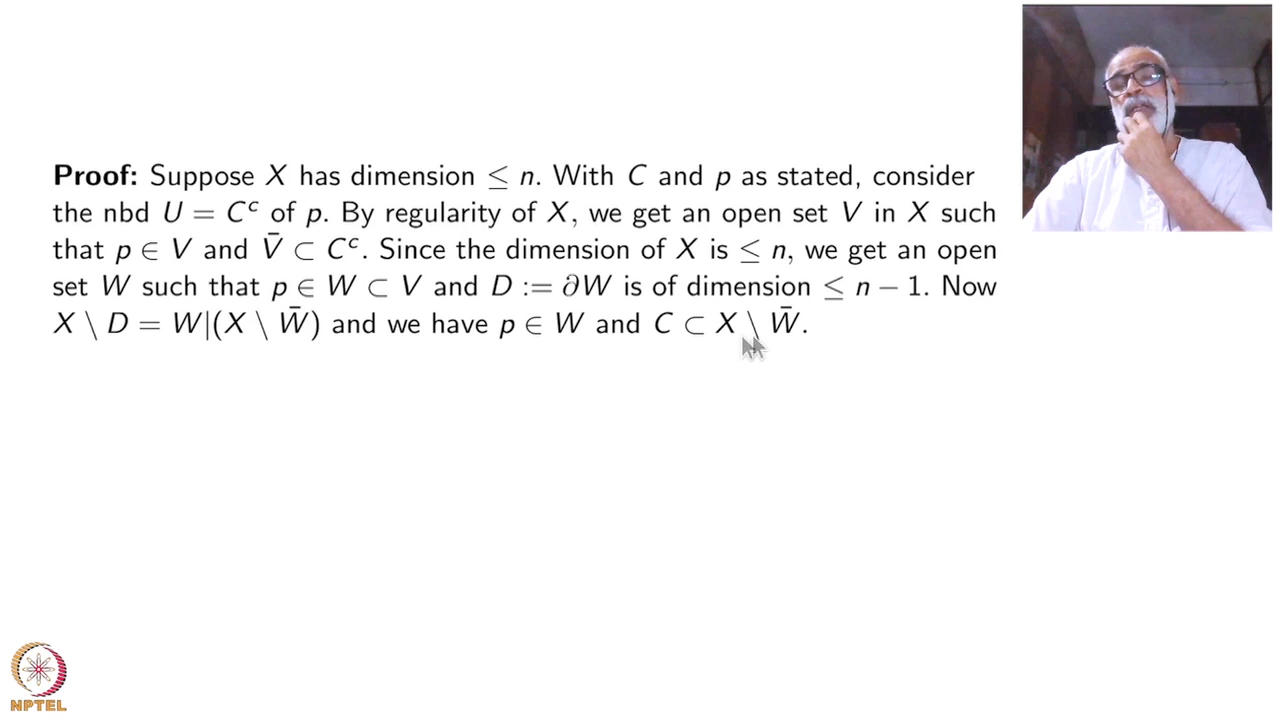 Proof: Suppose X has dimension ≤ n. With C and p as stated, consider
the nbd U = Cᶜ of p. By regularity of X, we get an open set V in X such
that p ∈ V and V̄ ⊂ Cᶜ. Since the dimension of X is ≤ n, we get an open
set W such that p ∈ W ⊂ V and D := ∂W is of dimension ≤ n − 1. Now
X \ D = W|(X \ W̄) and we have p ∈ W and C ⊂ X \ W̄.
NPTEL